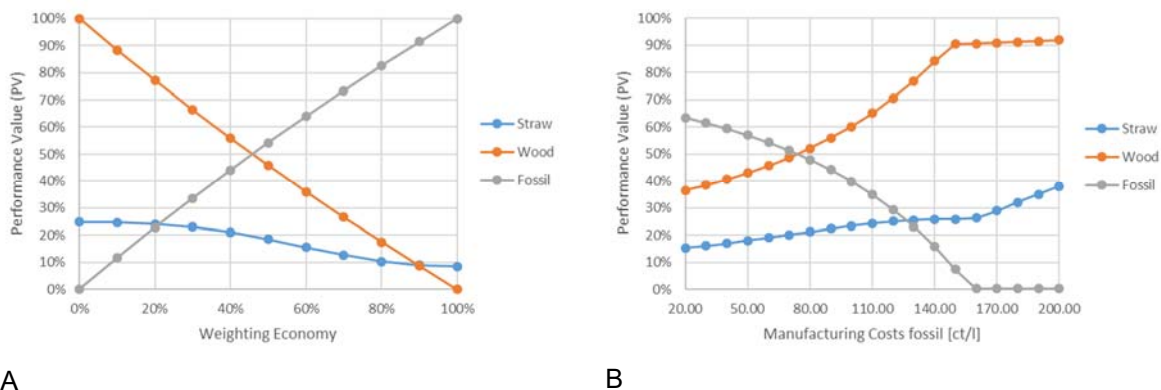 100%
90%
80%
70%
60%
50%
40%
30%
20%
10%
0%
Performance Value (PV)
0% 20% 40% 60% 80% 100%
Weighting Economy
Straw
Wood
Fossil
A
100%
90%
80%
70%
60%
50%
40%
30%
20%
10%
0%
Performance Value (PV)
20.00 50.00 80.00 110.00 140.00 170.00 200.00
Manufacturing Costs fossil [ct/l]
Straw
Wood
Fossil
B